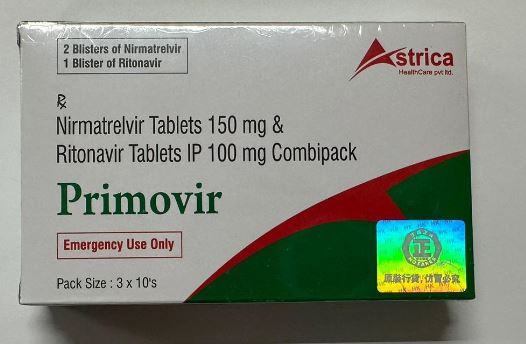 2 Blisters of Nirmatrelvir
1 Blister of Ritonavir
Astrica
HealthCare pvt ltd.
℞
Nirmatrelvir Tablets 150 mg &
Ritonavir Tablets IP 100 mg Combipack
Primovir
Emergency Use Only
Pack Size : 3 x 10's
正
原裝行貨, 仿冒必究